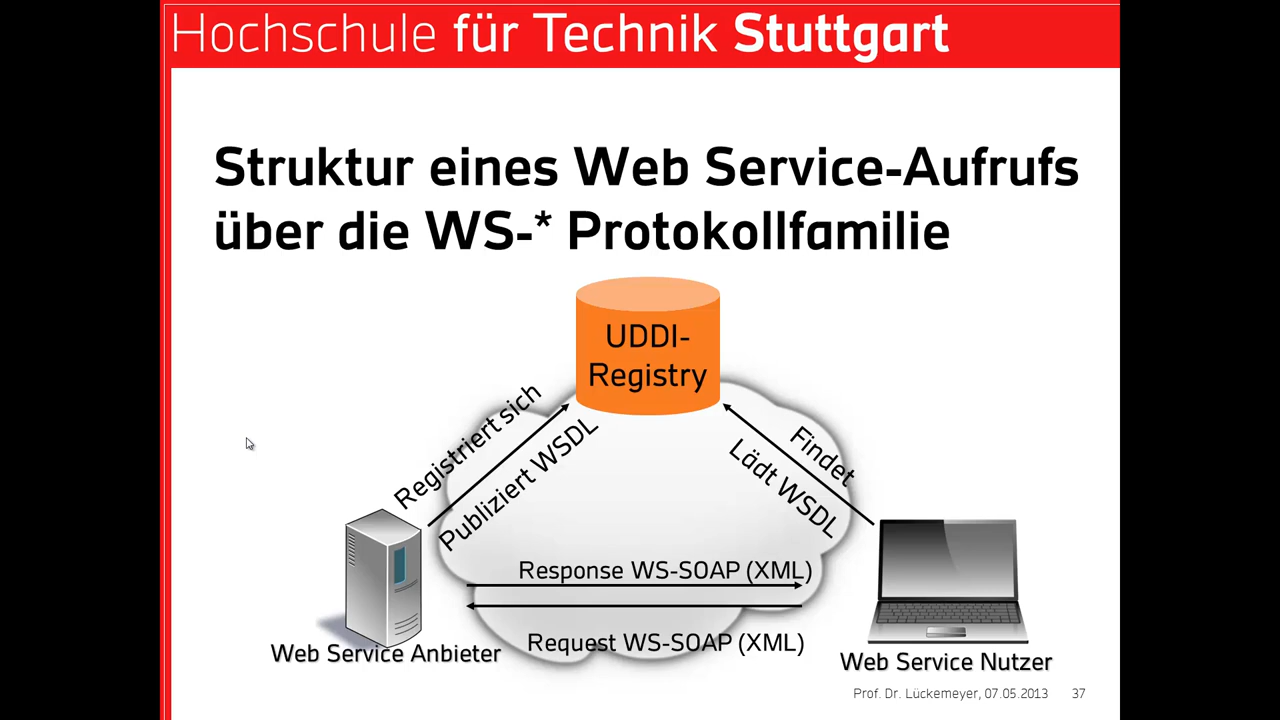 Hochschule für Technik Stuttgart
Struktur eines Web Service-Aufrufs
über die WS-* Protokollfamilie
UDDI-
Registry
Registriert sich
Publiziert WSDL
Findet
Lädt WSDL
Response WS-SOAP (XML)
Request WS-SOAP (XML)
Web Service Anbieter
Web Service Nutzer
Prof. Dr. Lückemeyer, 07.05.2013 37